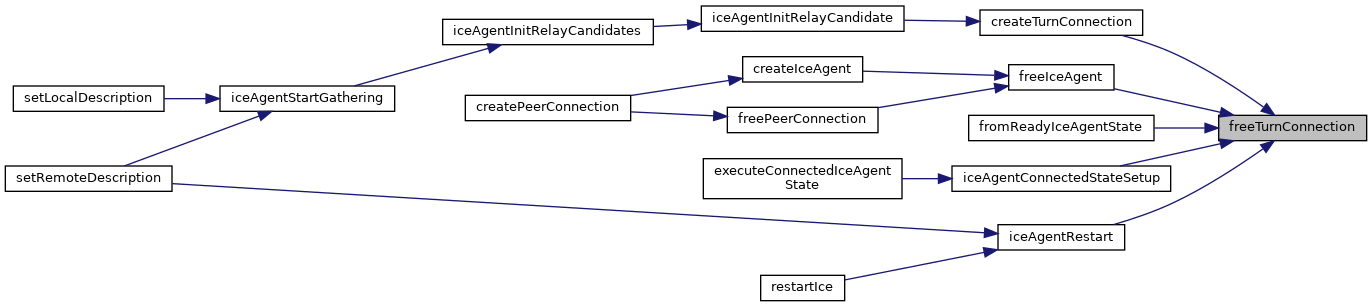 iceAgentInitRelayCandidate
createTurnConnection
iceAgentInitRelayCandidates
createIceAgent
freeIceAgent
setLocalDescription
iceAgentStartGathering
createPeerConnection
freePeerConnection
fromReadyIceAgentState
freeTurnConnection
setRemoteDescription
executeConnectedIceAgent
State
iceAgentConnectedStateSetup
iceAgentRestart
restartIce